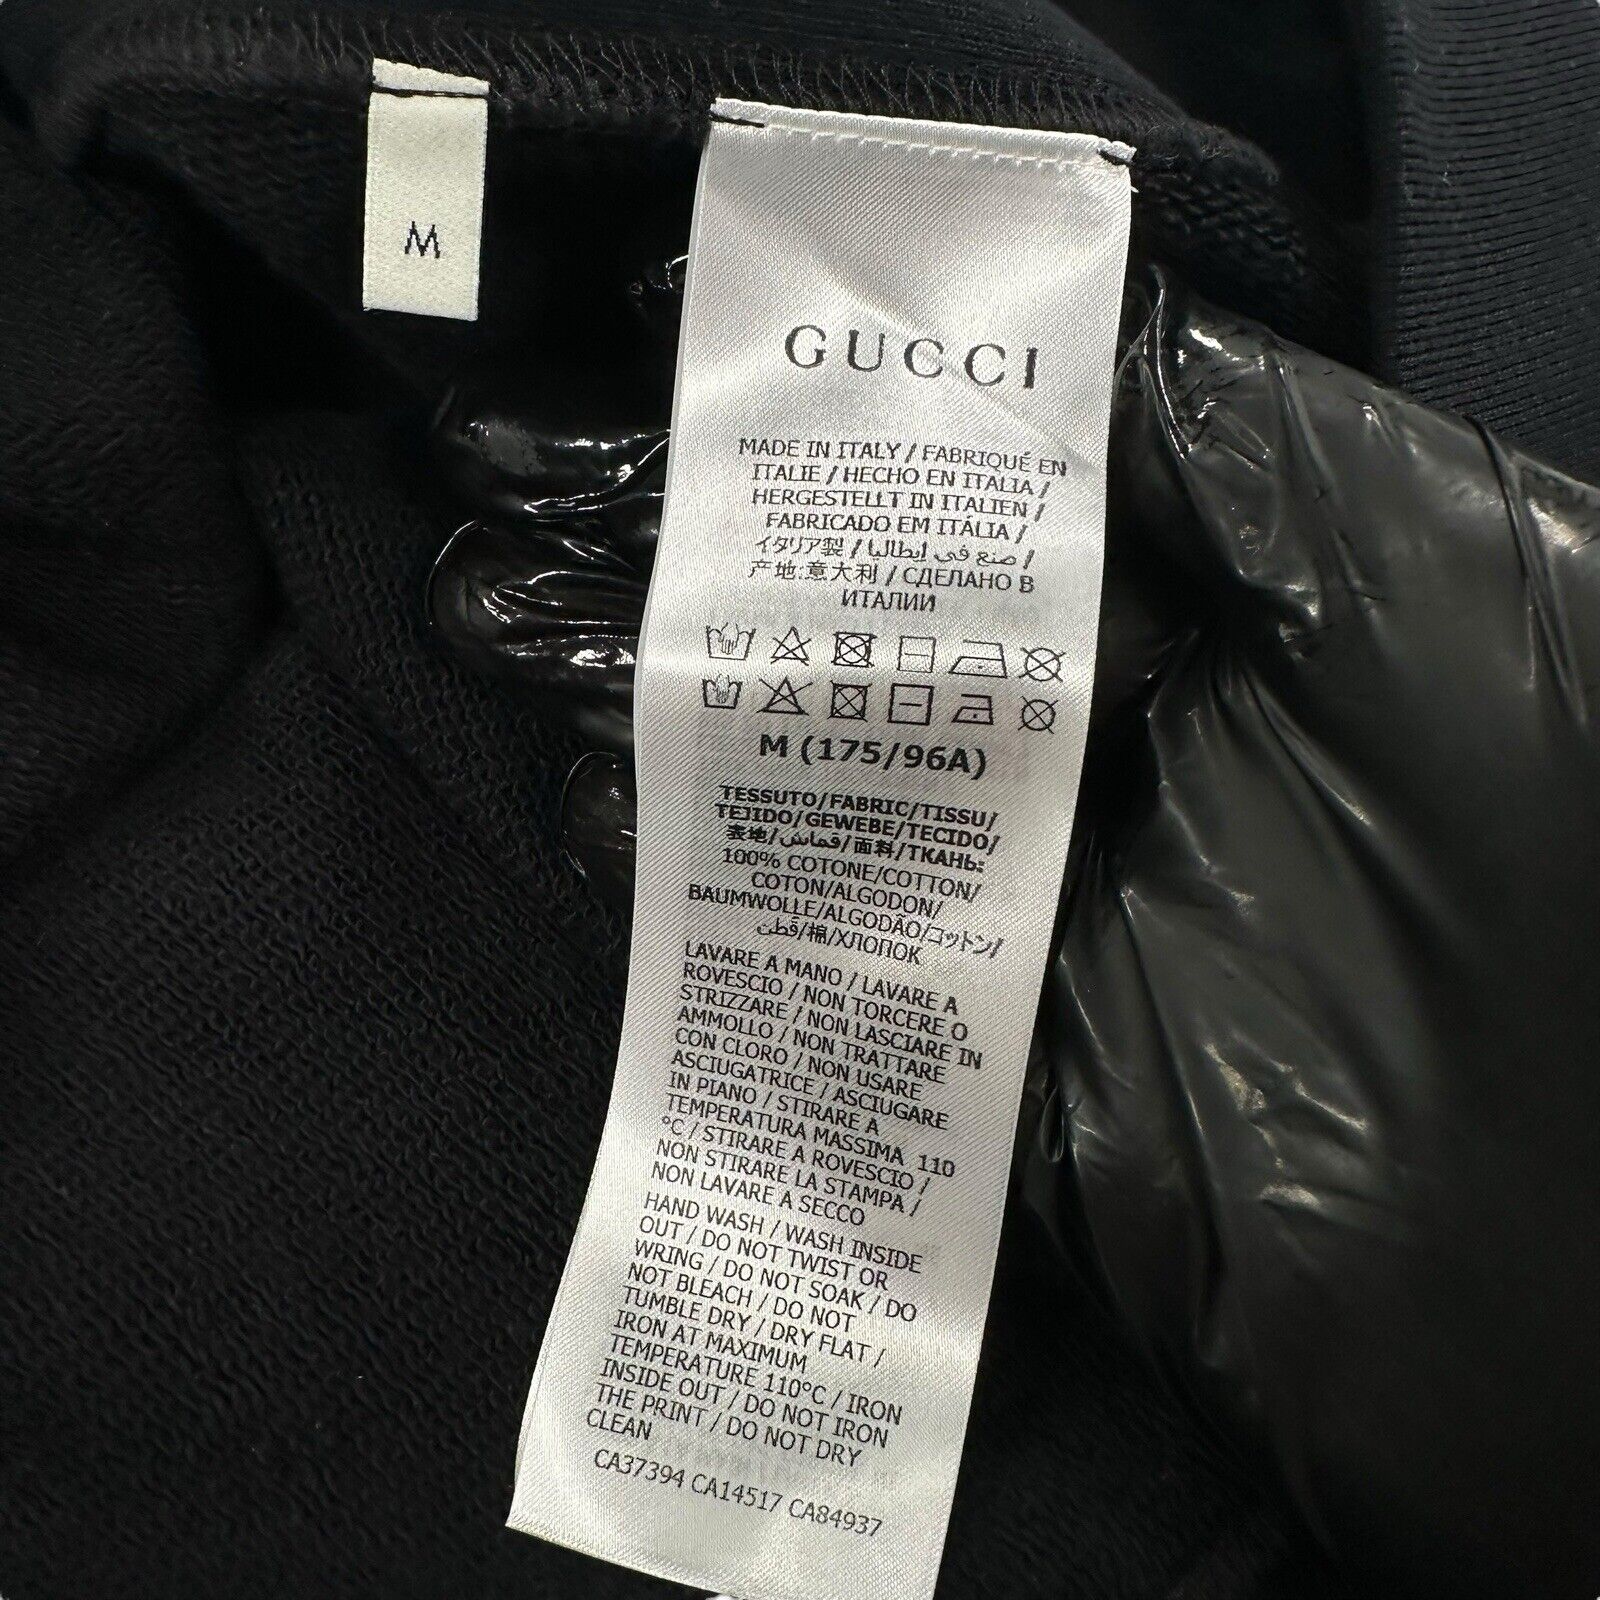 M
GUCCI
MADE IN ITALY / FABRIQUÉ EN
ITALIE / HECHO EN ITALIA /
HERGESTELLT IN ITALIEN /
FABRICADO EM ITÁLIA /
イタリア製 / صنع في إيطاليا /
产地:意大利 / СДЕЛАНО В
ИТАЛИИ
M (175/96A)
TESSUTO/FABRIC/TISSU/
TEJIDO/GEWEBE/TECIDO/
表地/قماش/面料/ТКАНЬ:
100% COTONE/COTTON/
COTON/ALGODON/
BAUMWOLLE/ALGODÃO/コットン/
قطن/棉/ХЛОПОК
LAVARE A MANO / LAVARE A
ROVESCIO / NON TORCERE O
STRIZZARE / NON LASCIARE IN
AMMOLLO / NON TRATTARE
CON CLORO / NON USARE
ASCIUGATRICE / ASCIUGARE
IN PIANO / STIRARE A
TEMPERATURA MASSIMA 110
°C / STIRARE A ROVESCIO /
NON STIRARE LA STAMPA /
NON LAVARE A SECCO
HAND WASH / WASH INSIDE
OUT / DO NOT TWIST OR
WRING / DO NOT SOAK / DO
NOT BLEACH / DO NOT
TUMBLE DRY / DRY FLAT /
IRON AT MAXIMUM
TEMPERATURE 110°C / IRON
INSIDE OUT / DO NOT IRON
THE PRINT / DO NOT DRY
CLEAN
CA37394 CA14517 CA84937